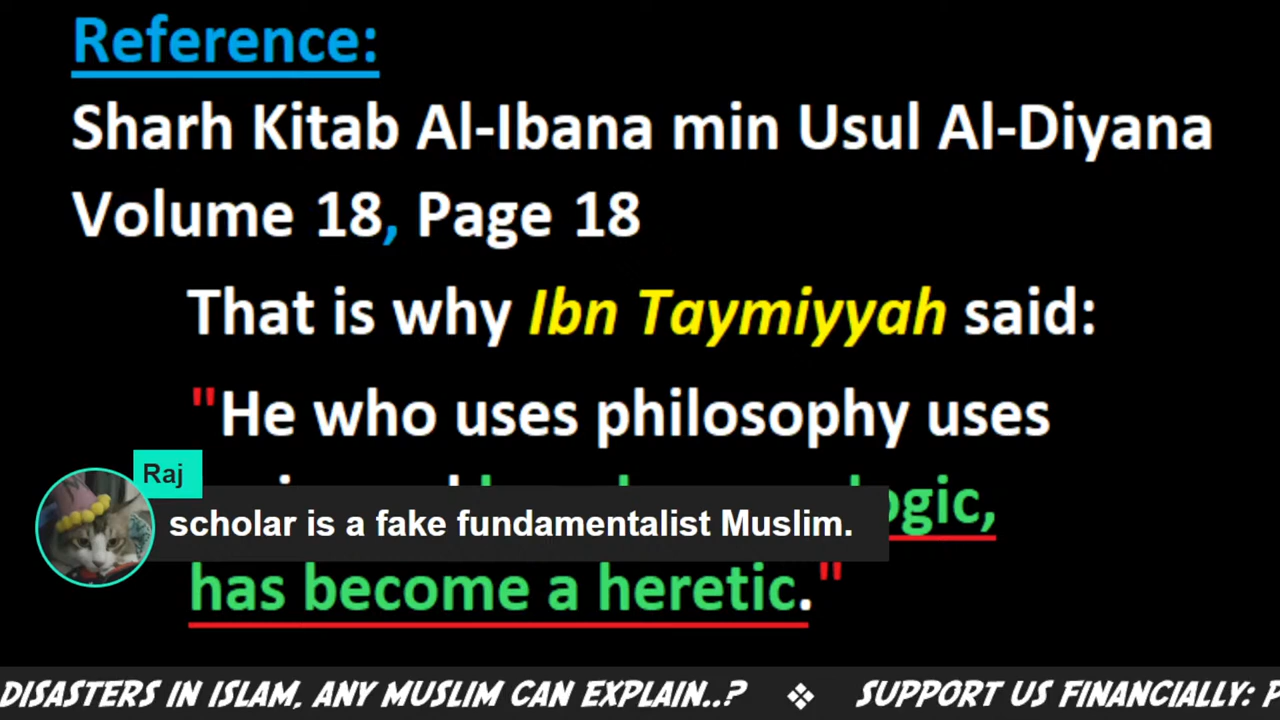 Reference:
Sharh Kitab Al-Ibana min Usul Al-Diyana
Volume 18, Page 18
That is why Ibn Taymiyyah said:
"He who uses philosophy uses
Raj
scholar is a fake fundamentalist Muslim.
has become a heretic."
DISASTERS IN ISLAM, ANY MUSLIM CAN EXPLAIN..? ❖ SUPPORT US FINANCIALLY: P